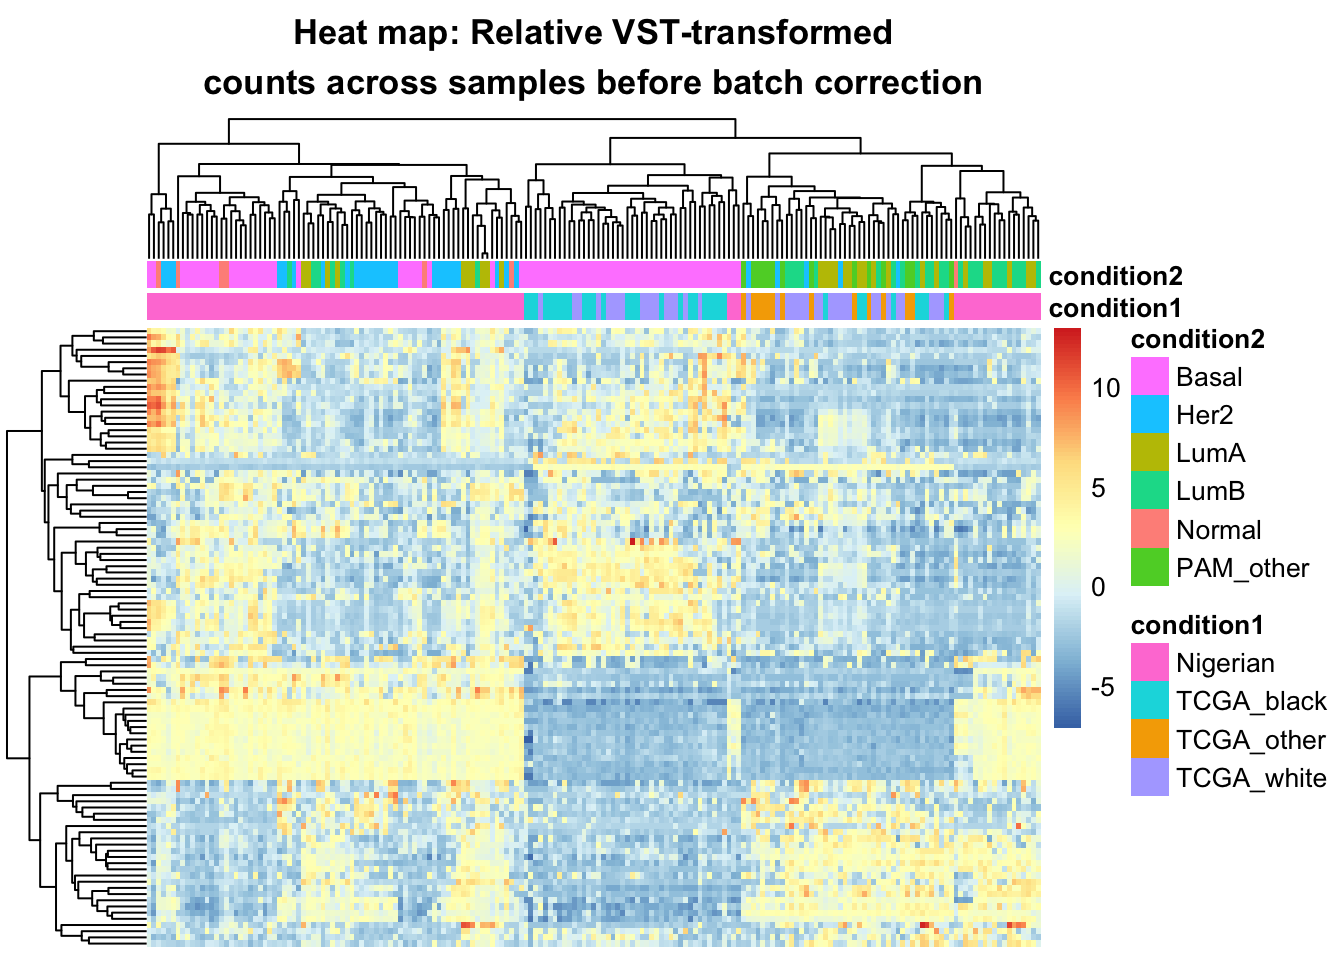 Heat map: Relative VST-transformed
counts across samples before batch correction
condition2
condition1
10
5
0
-5
condition2
Basal
Her2
LumA
LumB
Normal
PAM_other
condition1
Nigerian
TCGA_black
TCGA_other
TCGA_white